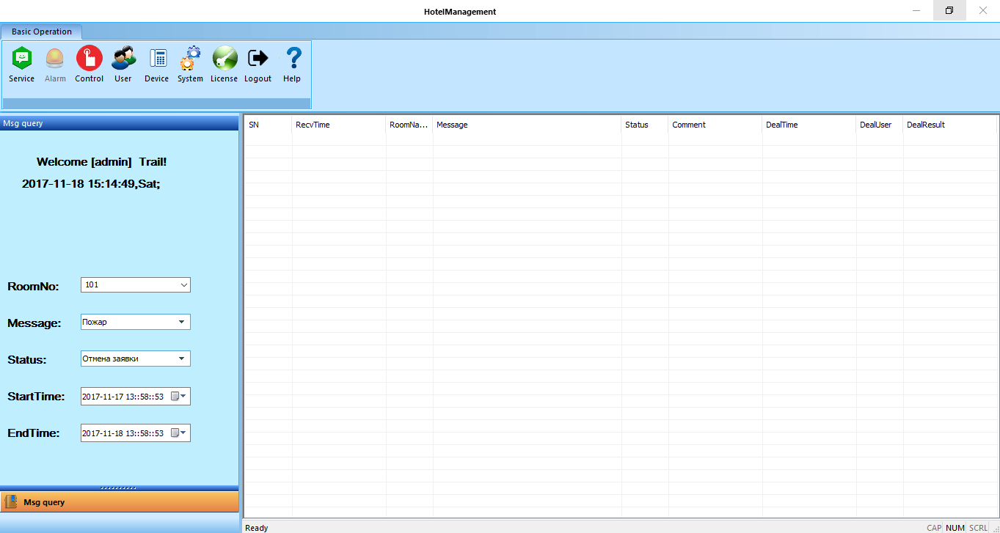 HotelManagement
Basic Operation
Service Alarm Control User Device System License Logout Help
Msg query
Welcome [admin] Trail!
2017-11-18 15:14:49,Sat;
RoomNo: 101
Message: Пожар
Status: Отмена заявки
StartTime: 2017-11-17 13::58::53
EndTime: 2017-11-18 13::58::53
Msg query
SN RecvTime RoomNa... Message Status Comment DealTime DealUser DealResult
Ready CAP NUM SCRL